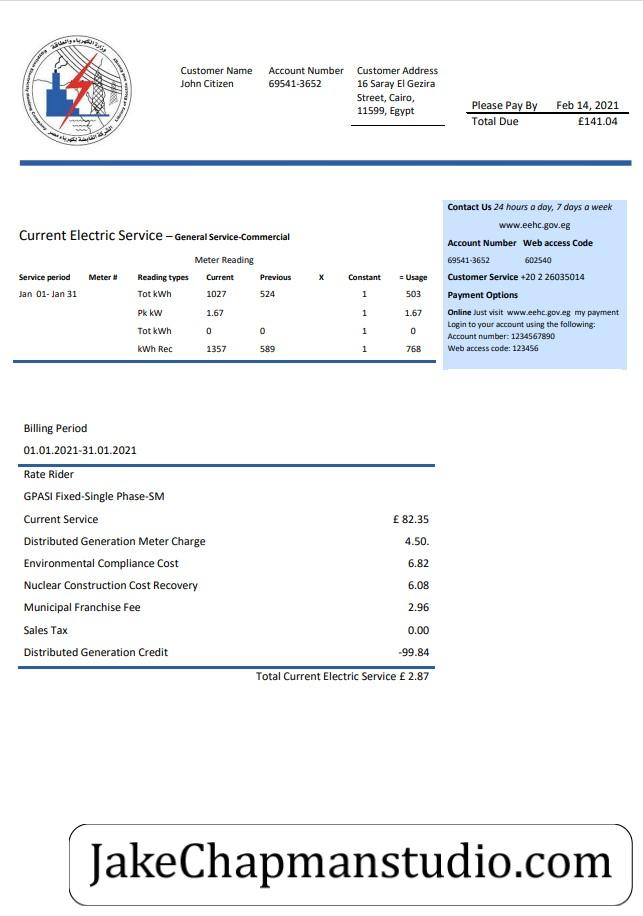 وزارة الكهرباء والطاقة
الشركة القابضة لكهرباء مصر
Customer Name Account Number Customer Address
John Citizen 69541-3652 16 Saray El Gezira
Street, Cairo,
11599, Egypt
Please Pay By Feb 14, 2021
Total Due £141.04
Contact Us 24 hours a day, 7 days a week
www.eehc.gov.eg
Account Number Web access Code
69541-3652 602540
Customer Service +20 2 26035014
Payment Options
Online Just visit www.eehc.gov.eg my payment
Login to your account using the following:
Account number: 1234567890
Web access code: 123456
Current Electric Service – General Service-Commercial
Meter Reading
Service period Meter # Reading types Current Previous X Constant = Usage
Jan 01- Jan 31 Tot kWh 1027 524 1 503
Pk kW 1.67 1 1.67
Tot kWh 0 0 1 0
kWh Rec 1357 589 1 768
Billing Period
01.01.2021-31.01.2021
Rate Rider
GPASI Fixed-Single Phase-SM
Current Service £ 82.35
Distributed Generation Meter Charge 4.50.
Environmental Compliance Cost 6.82
Nuclear Construction Cost Recovery 6.08
Municipal Franchise Fee 2.96
Sales Tax 0.00
Distributed Generation Credit -99.84
Total Current Electric Service £ 2.87
JakeChapmanstudio.com